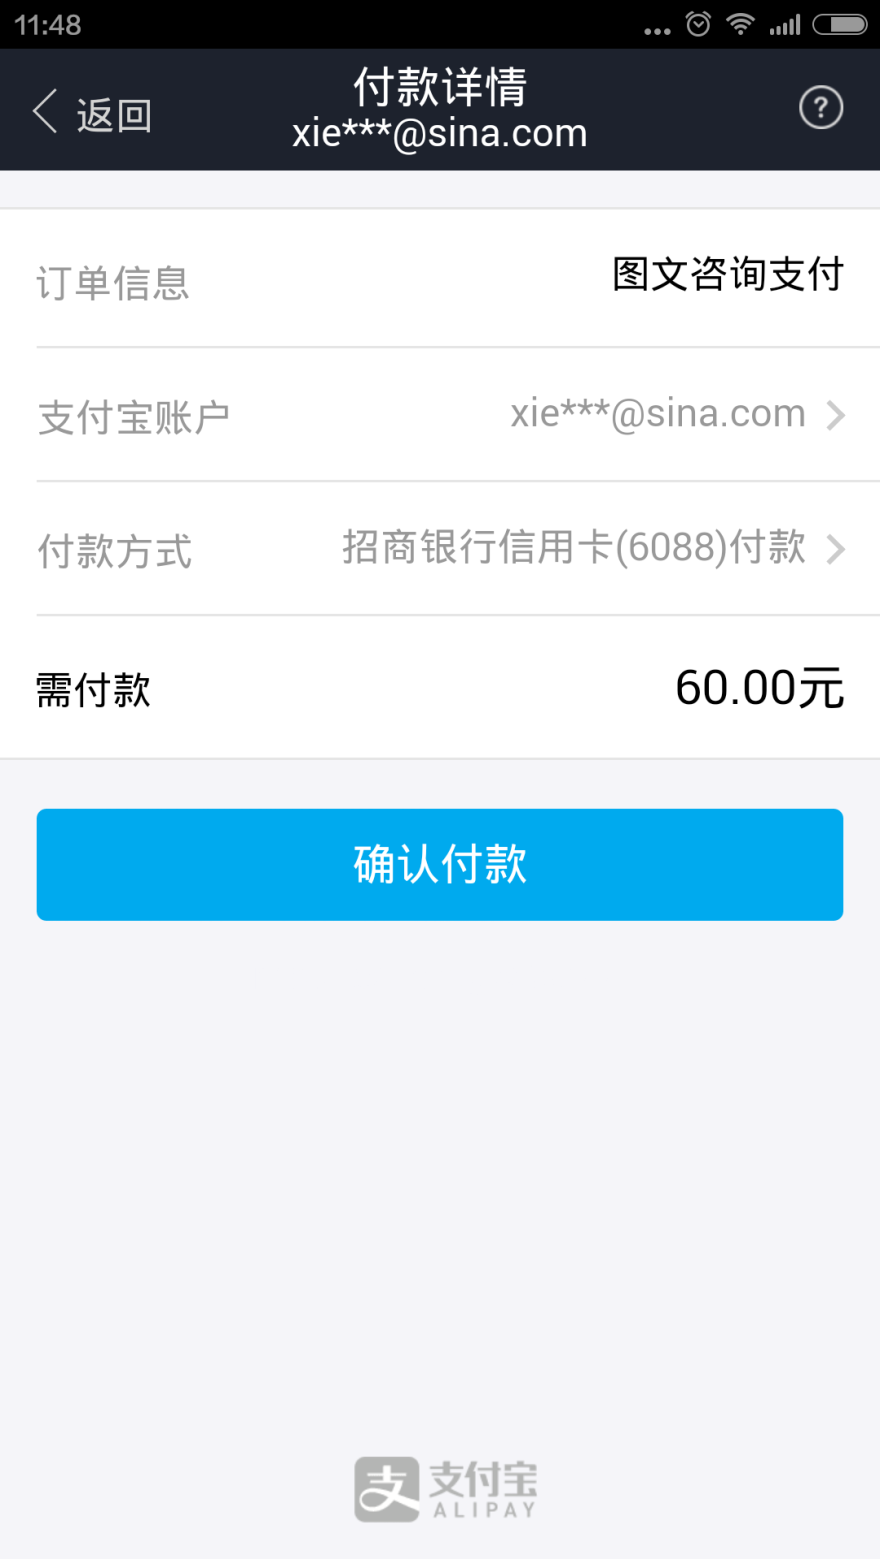 11:48
返回
付款详情
xie***@sina.com
?
订单信息
图文咨询支付
支付宝账户
xie***@sina.com
付款方式
招商银行信用卡(6088)付款
需付款
60.00元
确认付款
支 支付宝
ALIPAY